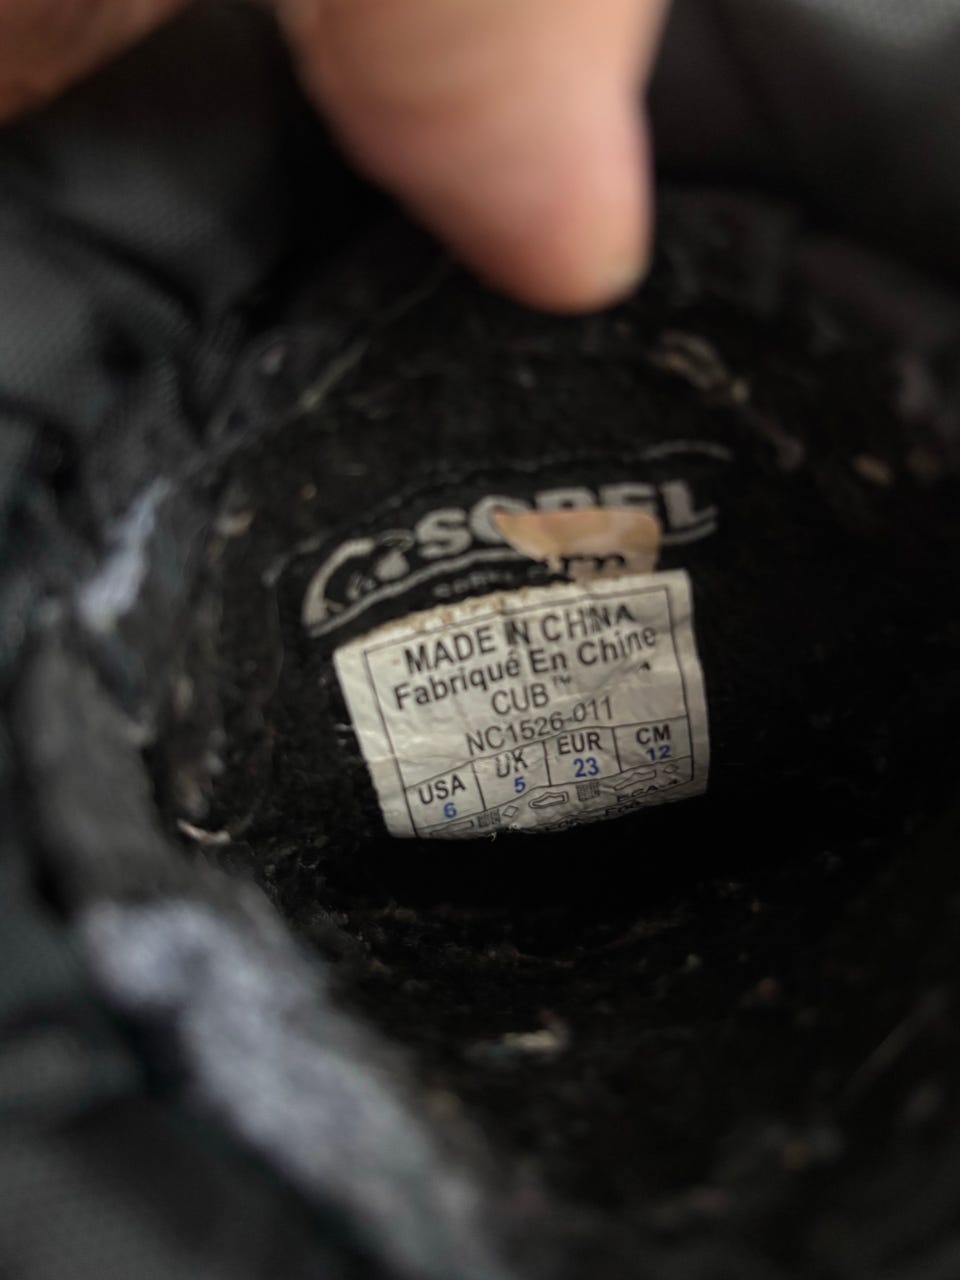 SOREL
MADE IN CHINA
Fabriqué En Chine
CUB™
NC1526-011
USA UK EUR CM
6 5 23 12